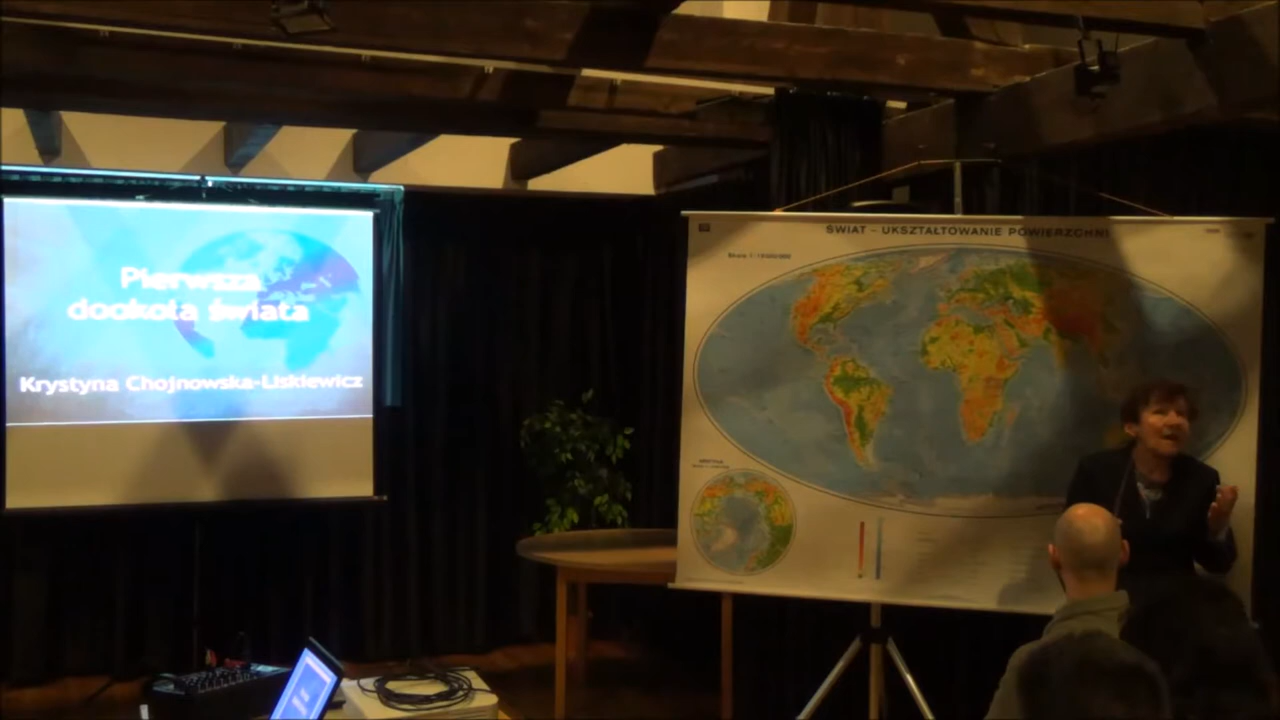 Pierwsza
dookoła świata
Krystyna Chojnowska-Liskiewicz
ŚWIAT - UKSZTAŁTOWANIE POWIERZCHNI